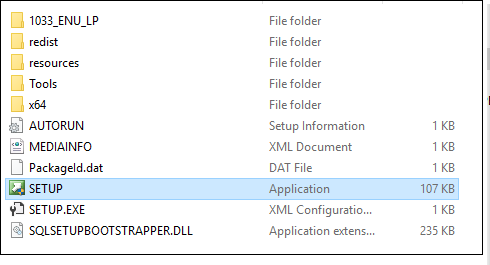 1033_ENU_LP File folder
redist File folder
resources File folder
Tools File folder
x64 File folder
AUTORUN Setup Information 1 KB
MEDIAINFO XML Document 1 KB
PackageId.dat DAT File 1 KB
SETUP Application 107 KB
SETUP.EXE XML Configuratio... 1 KB
SQLSETUPBOOTSTRAPPER.DLL Application extens... 235 KB